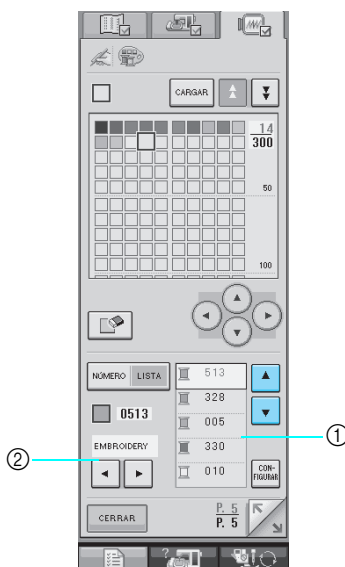 CARGAR
14
300
50
100
NÚMERO LISTA
513
328
0513
005
EMBROIDERY
330
①
②
010
CON-
FIGURAR
CERRAR
P. 5
P. 5